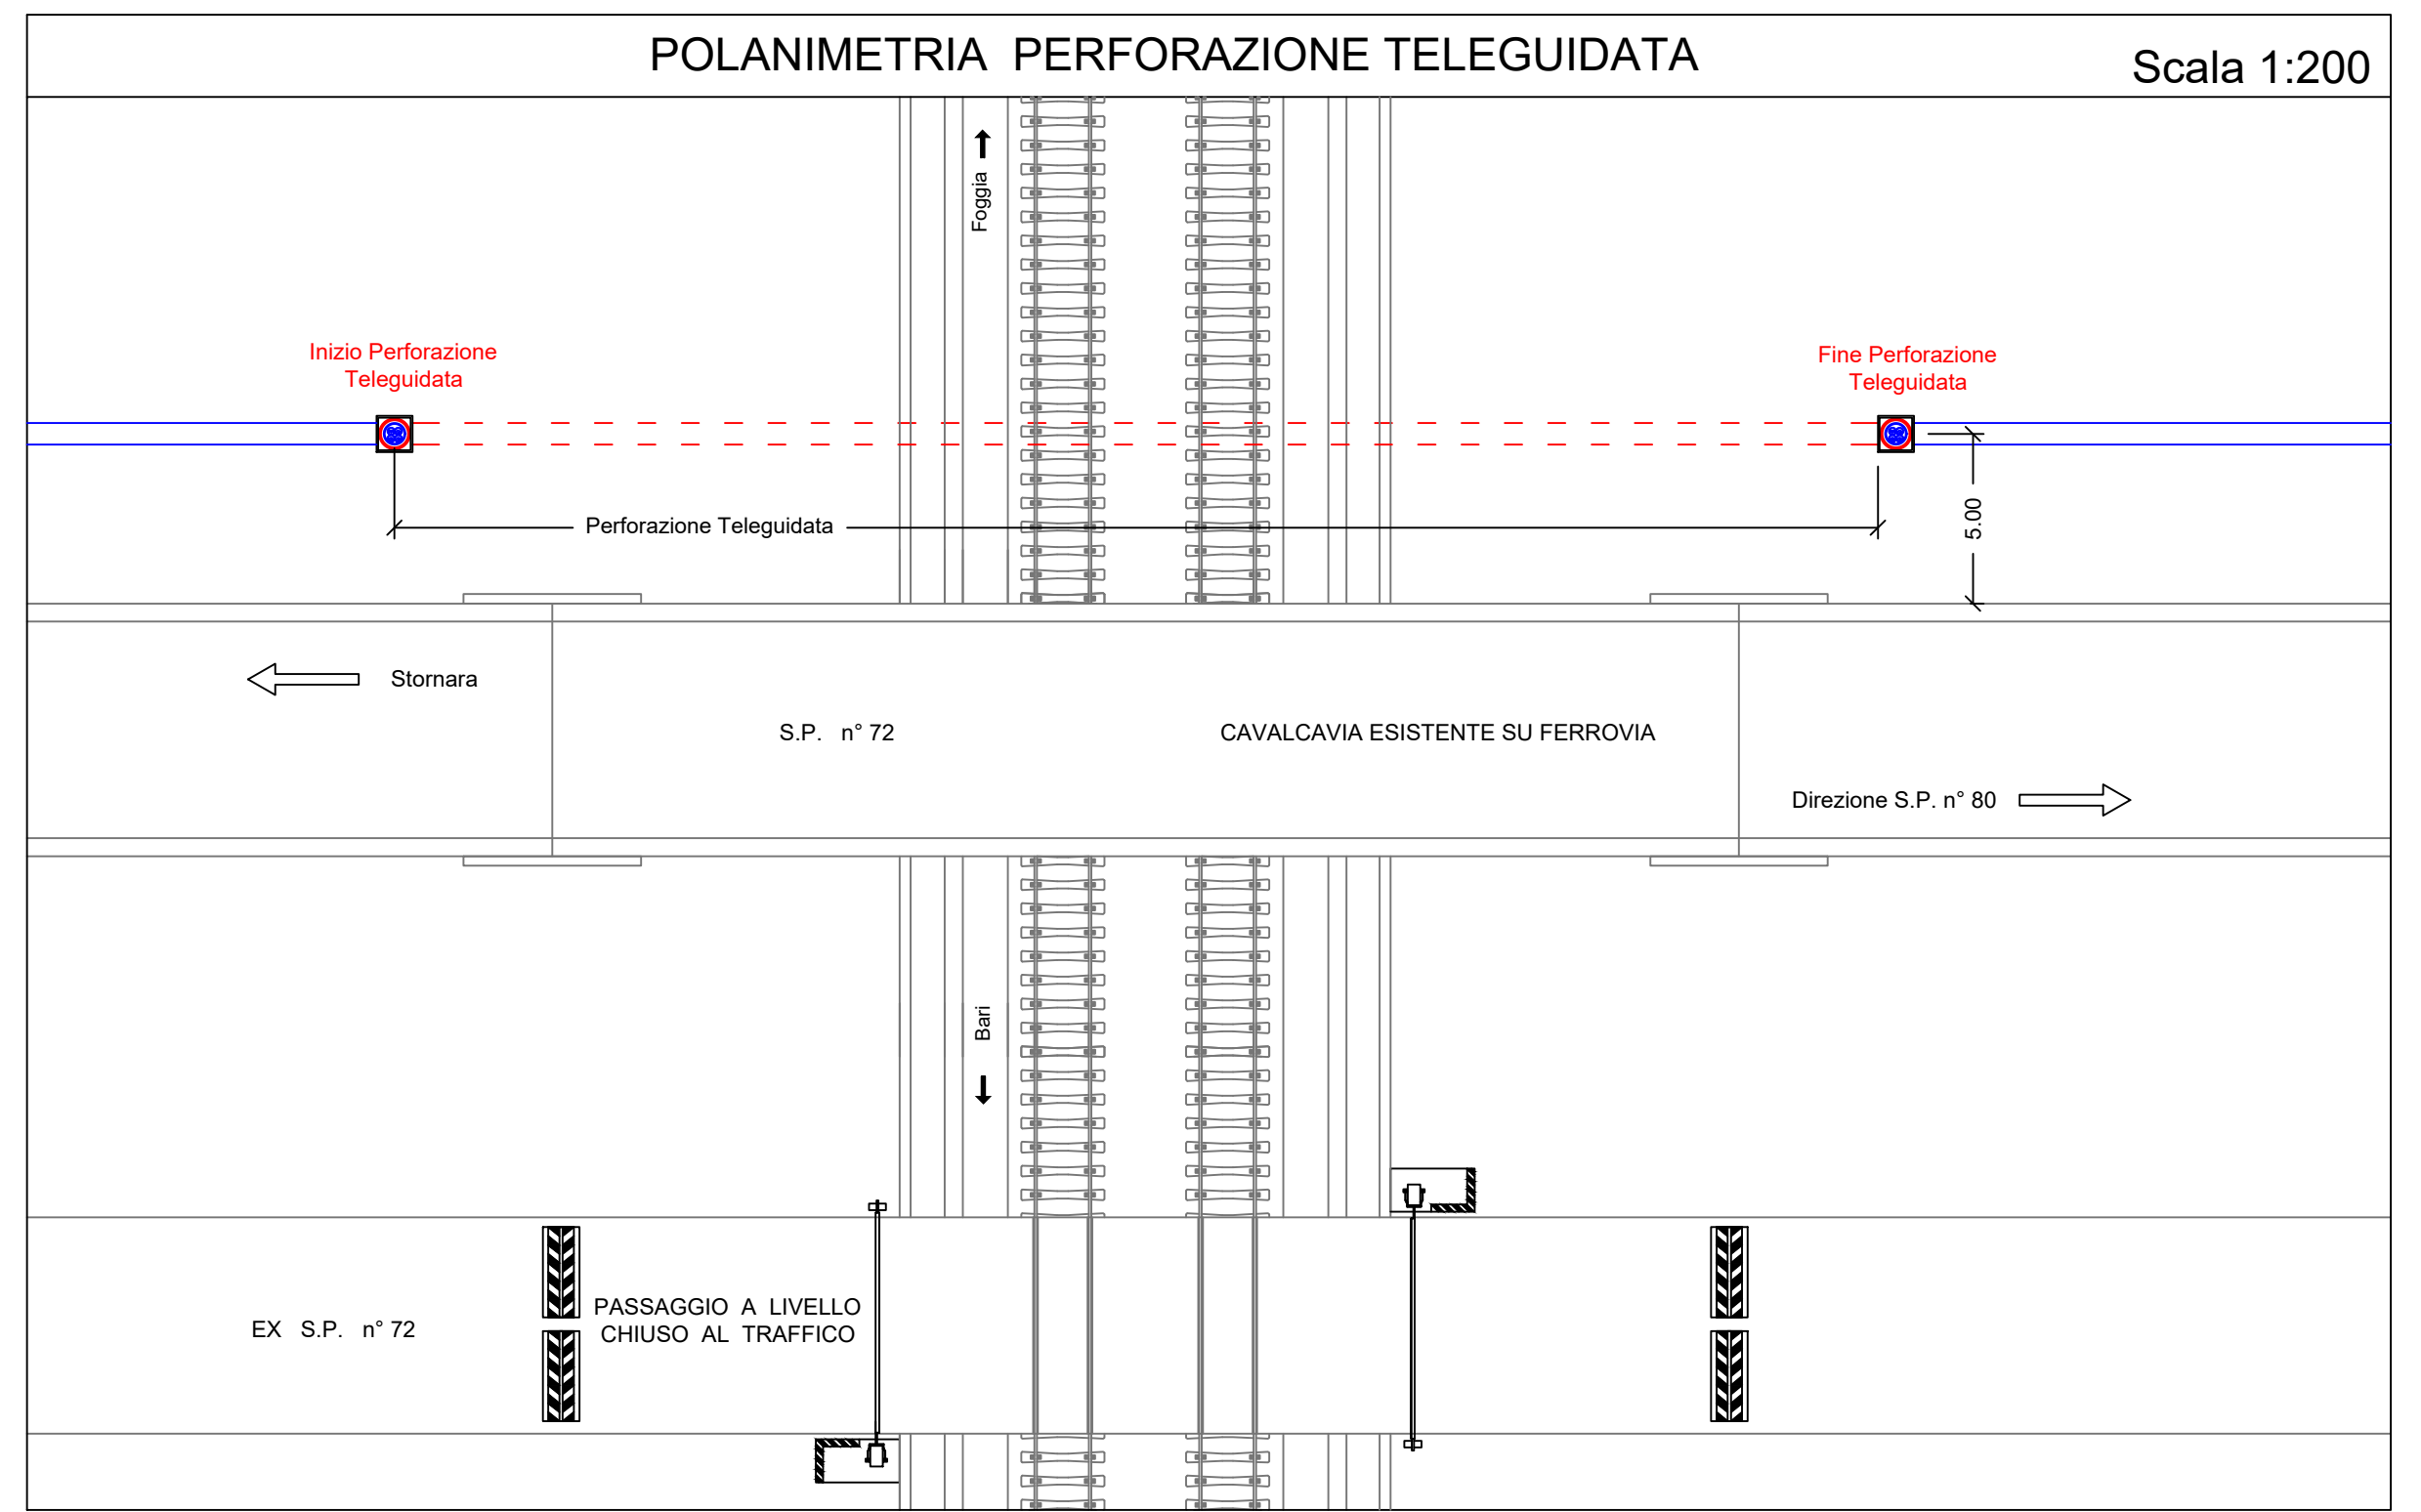 POLANIMETRIA PERFORAZIONE TELEGUIDATA
Scala 1:200
Foggia
Inizio Perforazione
Teleguidata
Fine Perforazione
Teleguidata
Perforazione Teleguidata
5.00
Stornara
S.P. n° 72
CAVALCAVIA ESISTENTE SU FERROVIA
Direzione S.P. n° 80
Bari
EX S.P. n° 72
PASSAGGIO A LIVELLO
CHIUSO AL TRAFFICO